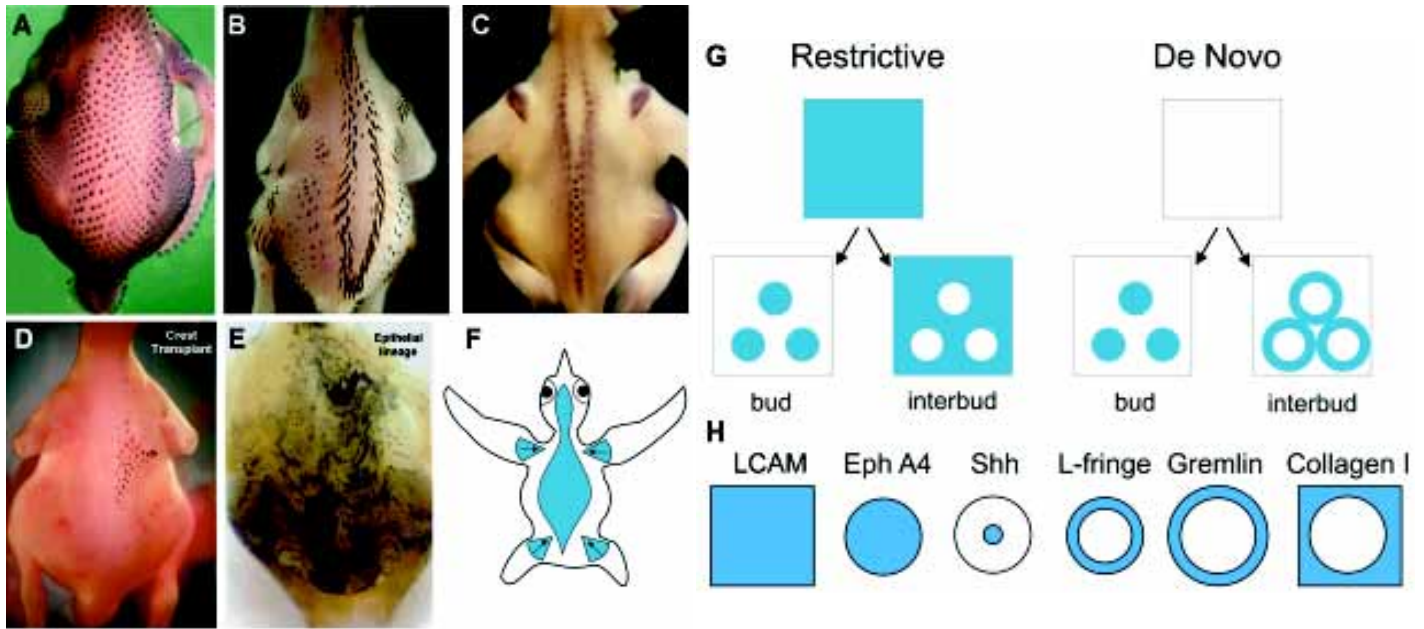 A
B
C
D
Crest
Transplant
E
Epithelial
lineage
F
G
Restrictive
De Novo
bud
interbud
bud
interbud
H
LCAM
Eph A4
Shh
L-fringe
Gremlin
Collagen I